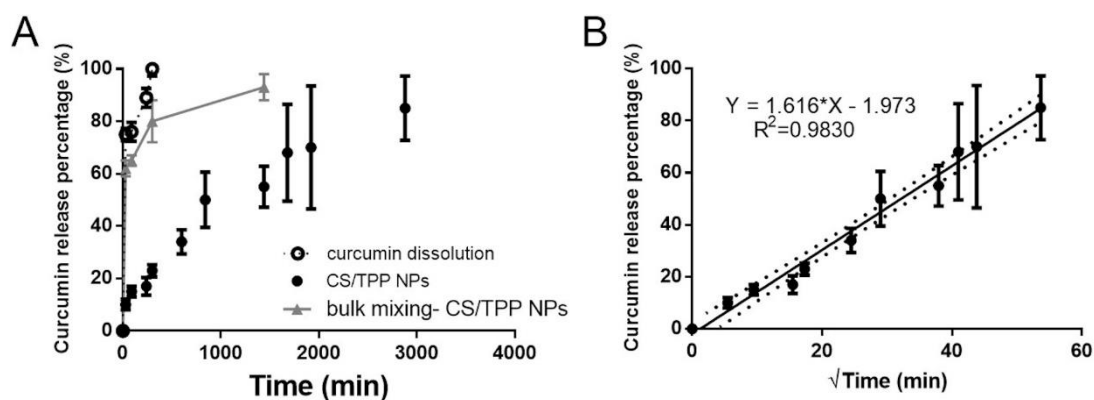 A
Curcumin release percentage (%)
100
80
60
40
20
0
0
1000
2000
3000
4000
Time (min)
curcumin dissolution
CS/TPP NPs
bulk mixing- CS/TPP NPs
B
Curcumin release percentage (%)
100
80
60
40
20
0
0
20
40
60
√Time (min)
Y = 1.616*X - 1.973
R²=0.9830